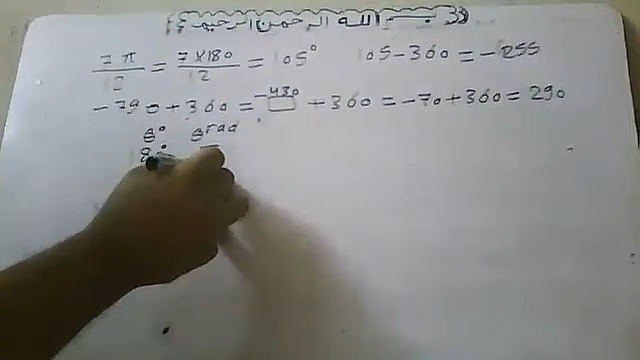 بسم الله الرحمن الرحيم
7π/12 = 7×180/12 = 105° 105-360 = -255
-790+360 = -430 +360 = -70+360 = 290
θ° θrad